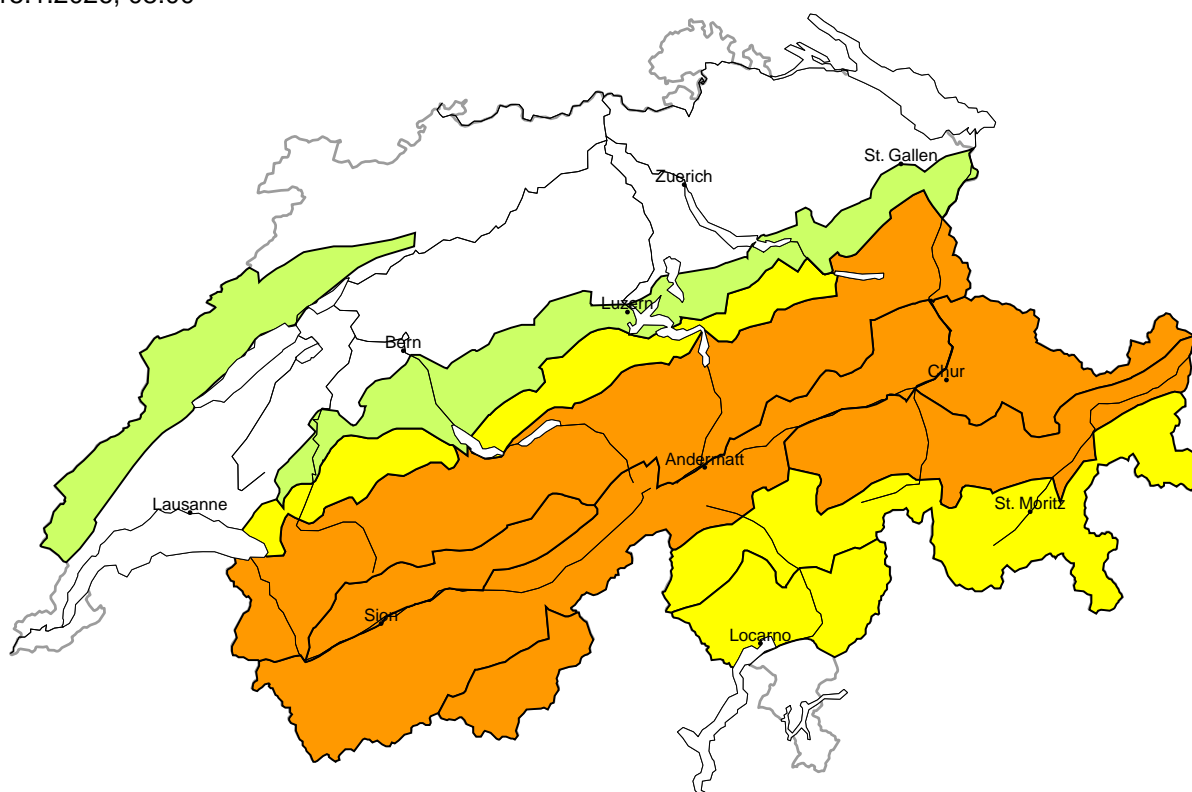 St. Gallen
Zuerich
Luzern
Bern
Chur
Andermatt
Lausanne
St. Moritz
Sion
Locarno